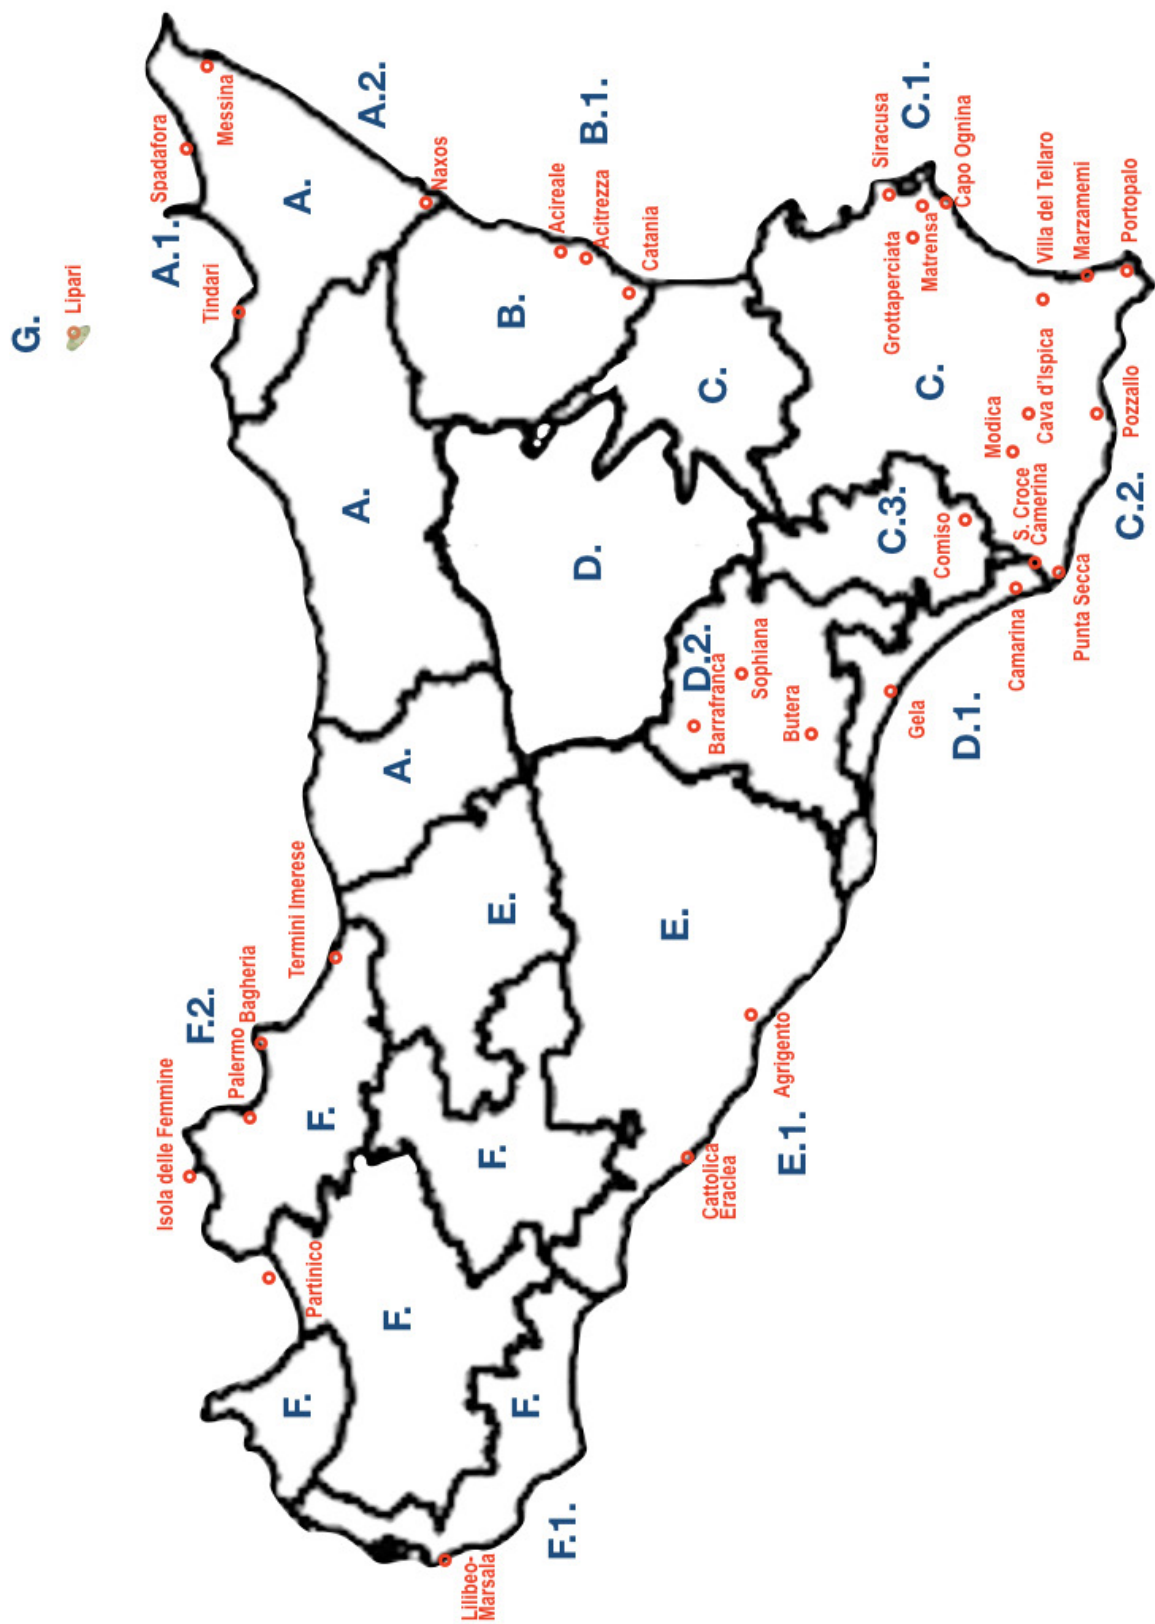 G.
Lipari
Isola delle Femmine
F.2.
Palermo
Bagheria
Termini Imerese
A.1.
Tindari
Spadafora
Messina
A.
A.2.
Naxos
Partinico
F.
F.
F.
F.
F.
Lilibeo-
Marsala
F.1.
E.
A.
A.
B.
Acireale
Acitrezza
B.1.
Catania
E.
D.
C.
Cattolica
Eraclea
E.1.
Agrigento
Barrafranca
D.2.
Sophiana
Butera
D.1.
Gela
C.3.
Comiso
C.
Siracusa
C.1.
Grottaperciata
Matrensa
Capo Ognina
Camarina
S. Croce
Camerina
Modica
Cava d'Ispica
Villa del Tellaro
Marzamemi
Punta Secca
C.2.
Pozzallo
Portopalo